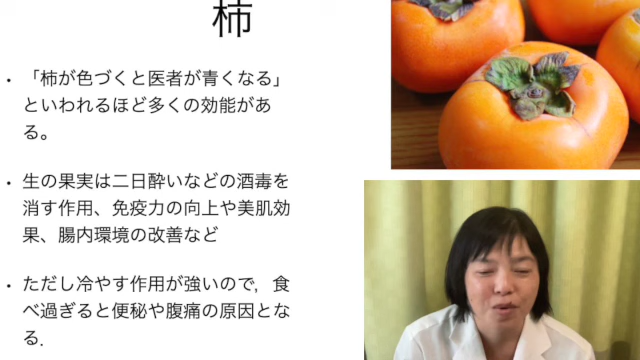 柿
・「柿が色づくと医者が青くなる」
といわれるほど多くの効能があ
る。
・生の果実は二日酔いなどの酒毒を
消す作用、免疫力の向上や美肌効
果、腸内環境の改善など
・ただし冷やす作用が強いので，食
べ過ぎると便秘や腹痛の原因とな
る．